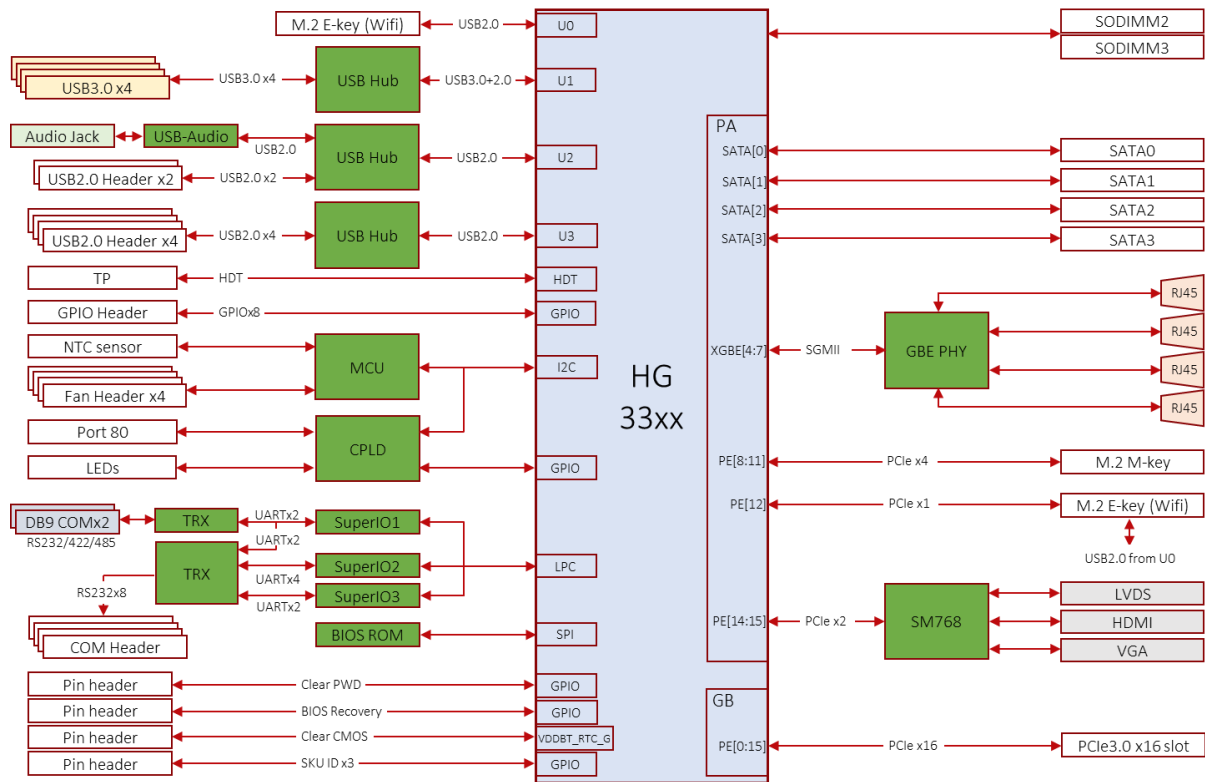 M.2 E-key (Wifi)
USB2.0
U0
USB3.0 x4
USB3.0 x4
USB Hub
USB3.0+2.0
U1
Audio Jack
USB-Audio
USB2.0
USB Hub
USB2.0
U2
USB2.0 Header x2
USB2.0 x2
USB2.0 Header x4
USB2.0 x4
USB Hub
USB2.0
U3
TP
HDT
HDT
GPIO Header
GPIOx8
GPIO
NTC sensor
MCU
I2C
Fan Header x4
Port 80
CPLD
LEDs
GPIO
DB9 COMx2
RS232/422/485
TRX
UARTx2
SuperIO1
UARTx2
TRX
UARTx4
SuperIO2
LPC
UARTx2
SuperIO3
RS232x8
COM Header
BIOS ROM
SPI
Pin header
Clear PWD
GPIO
Pin header
BIOS Recovery
GPIO
Pin header
Clear CMOS
VDDBT_RTC_G
Pin header
SKU ID x3
GPIO
HG
33xx
SODIMM2
SODIMM3
PA
SATA[0]
SATA0
SATA[1]
SATA1
SATA[2]
SATA2
SATA[3]
SATA3
XGBE[4:7]
SGMII
GBE PHY
RJ45
RJ45
RJ45
RJ45
PE[8:11]
PCIe x4
M.2 M-key
PE[12]
PCIe x1
M.2 E-key (Wifi)
USB2.0 from U0
PE[14:15]
PCIe x2
SM768
LVDS
HDMI
VGA
GB
PE[0:15]
PCIe x16
PCIe3.0 x16 slot